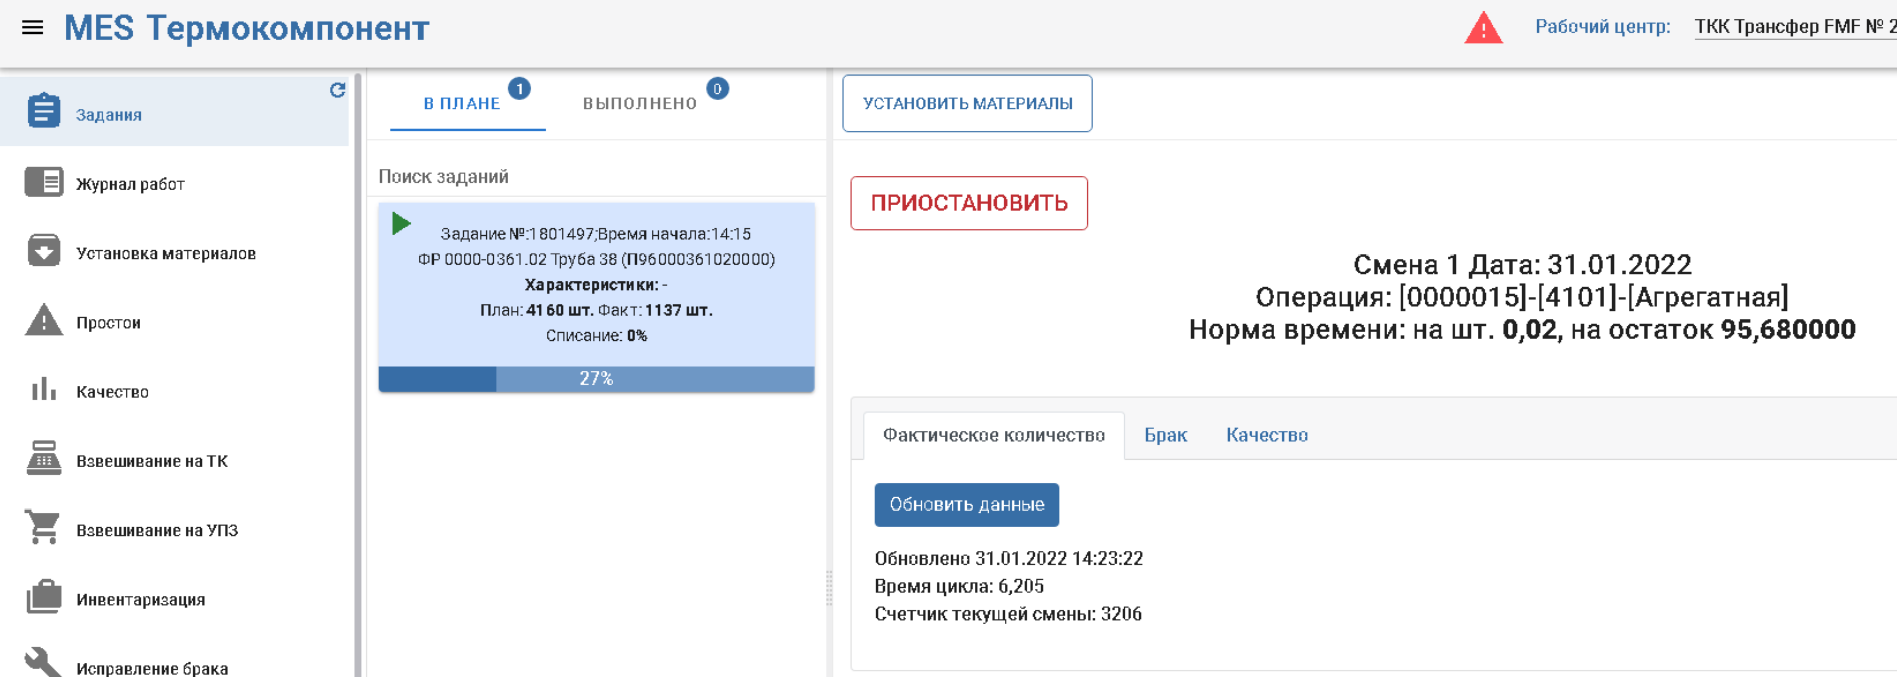 MES Термокомпонент
Рабочий центр: ТКК Трансфер FMF № 2
Задания
Журнал работ
Установка материалов
Простои
Качество
Взвешивание на ТК
Взвешивание на УПЗ
Инвентаризация
Исправление брака
В ПЛАНЕ 1 ВЫПОЛНЕНО 0
Поиск заданий
Задание №:1801497;Время начала:14:15
ФР 0000-0361.02 Труба 38 (П96000361020000)
Характеристики: -
План: 4160 шт. Факт: 1137 шт.
Списание: 0%
27%
УСТАНОВИТЬ МАТЕРИАЛЫ
ПРИОСТАНОВИТЬ
Смена 1 Дата: 31.01.2022
Операция: [0000015]-[4101]-[Агрегатная]
Норма времени: на шт. 0,02, на остаток 95,680000
Фактическое количество Брак Качество
Обновить данные
Обновлено 31.01.2022 14:23:22
Время цикла: 6,205
Счетчик текущей смены: 3206